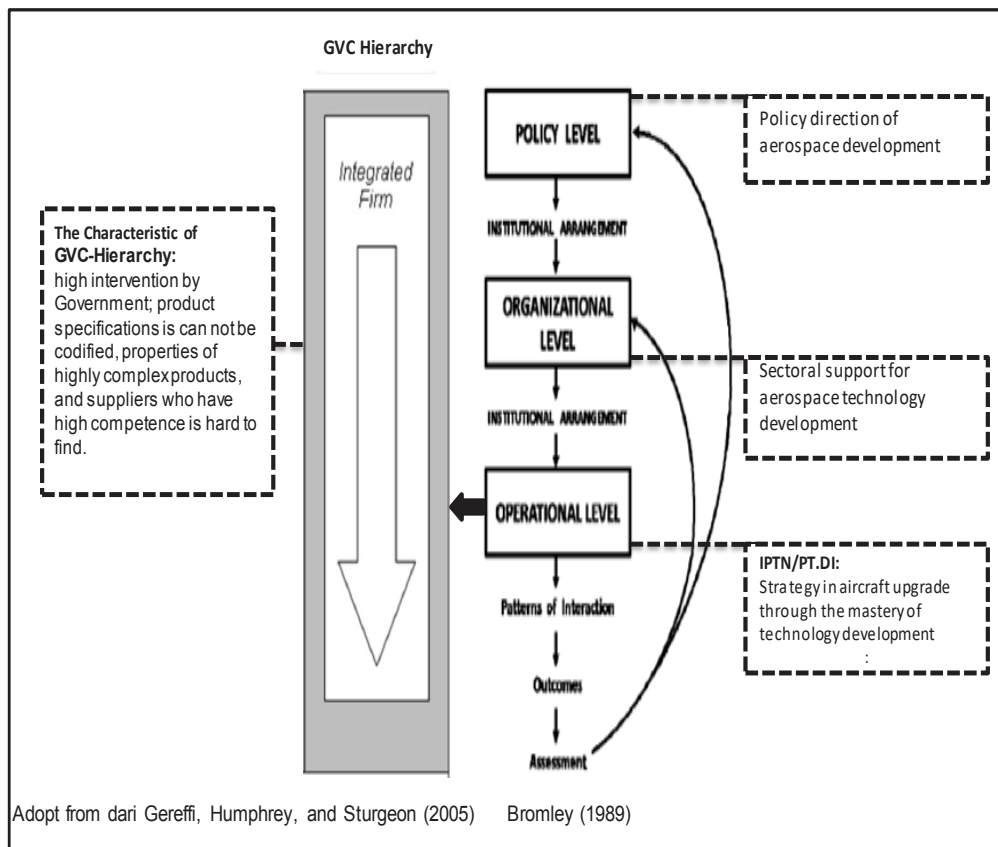 GVC Hierarchy
Integrated
Firm
The Characteristic of
GVC-Hierarchy:
high intervention by
Government; product
specifications is can not be
codified, properties of
highly complex products,
and suppliers who have
high competence is hard to
find.
POLICY LEVEL
INSTITUTIONAL ARRANGEMENT
ORGANIZATIONAL
LEVEL
INSTITUTIONAL ARRANGEMENT
OPERATIONAL LEVEL
Patterns of Interaction
Outcomes
Assessment
Policy direction of
aerospace development
Sectoral support for
aerospace technology
development
IPTN/PT.DI:
Strategy in aircraft upgrade
through the mastery of
technology development
:
Adopt from dari Gereffi, Humphrey, and Sturgeon (2005) Bromley (1989)